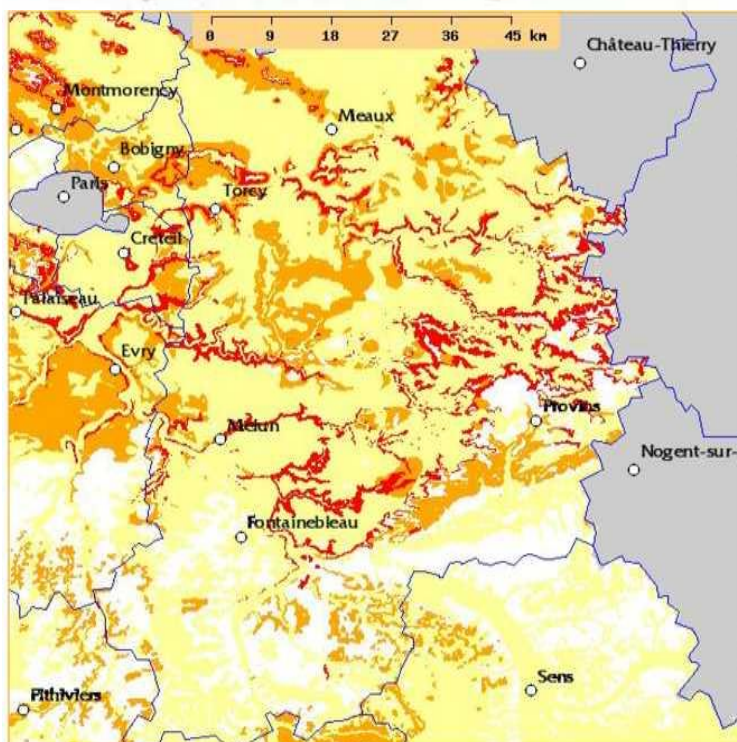 0 9 18 27 36 45 km
Château-Thierry
Montmorency
Meaux
Bobigny
Paris
Torcy
Creteil
Palaiseau
Evry
Provins
Melun
Nogent-sur-
Fontainebleau
Sens
Pithiviers